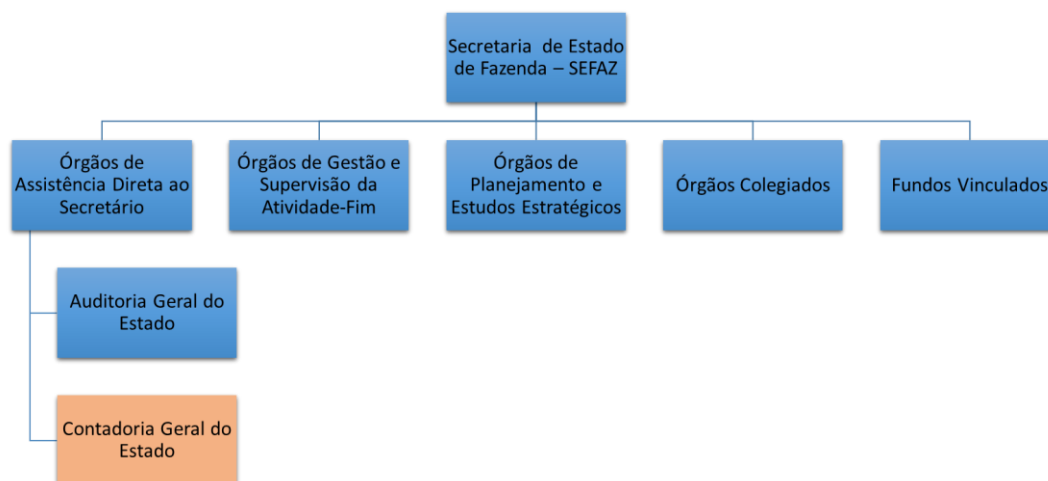 Secretaria de Estado
de Fazenda – SEFAZ
Órgãos de
Assistência Direta ao
Secretário
Órgãos de Gestão e
Supervisão da
Atividade-Fim
Órgãos de
Planejamento e
Estudos Estratégicos
Órgãos Colegiados
Fundos Vinculados
Auditoria Geral do
Estado
Contadoria Geral do
Estado